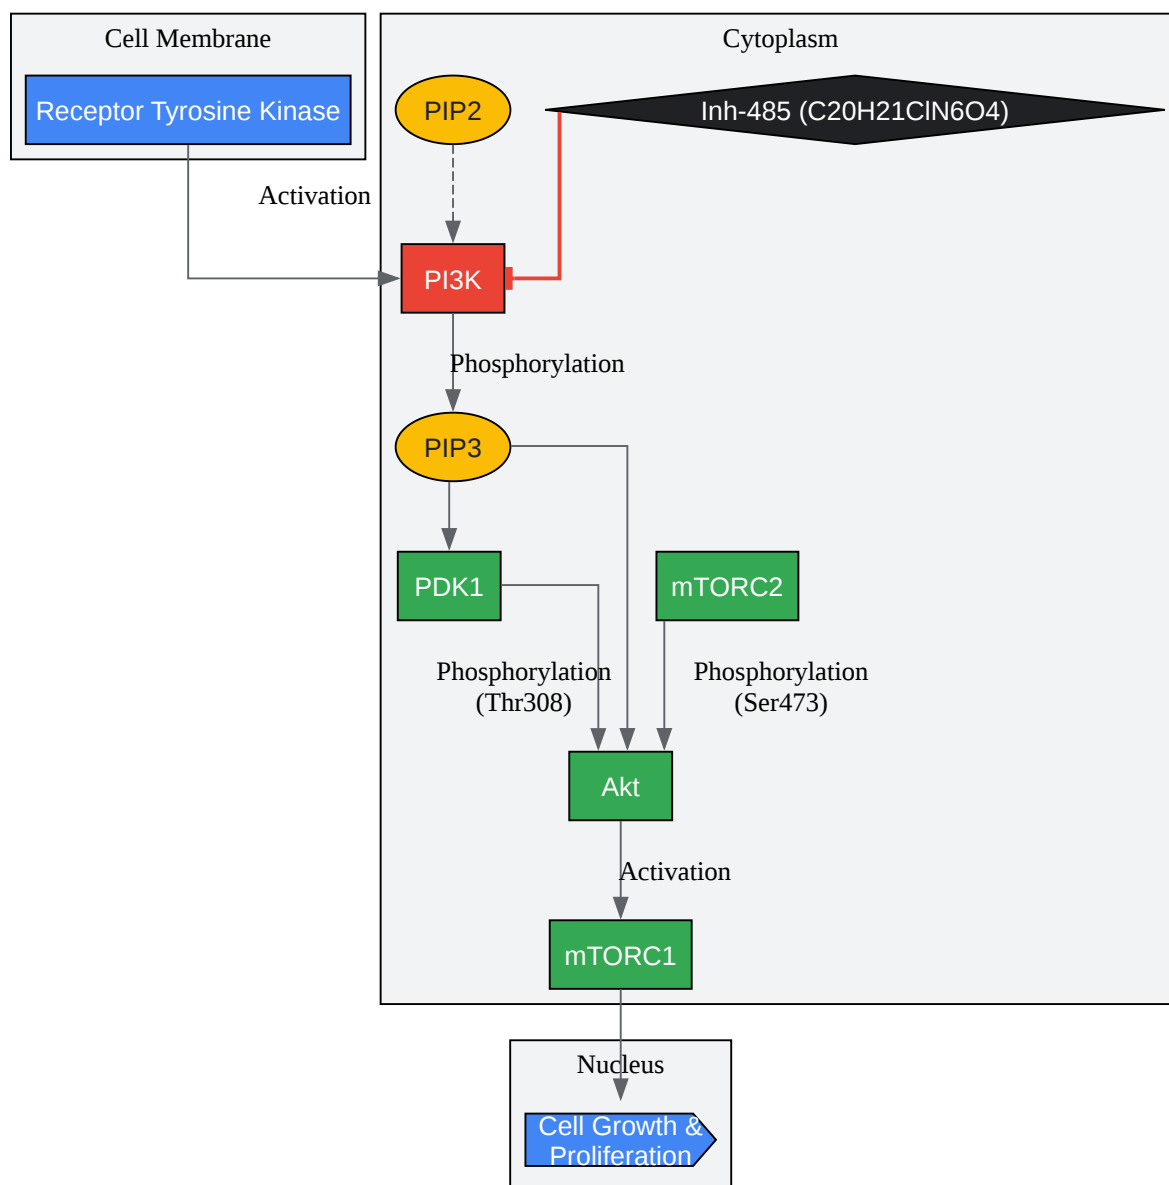 Cell Membrane
Cytoplasm
Receptor Tyrosine Kinase
PIP2
Inh-485 (C20H21ClN6O4)
Activation
PI3K
Phosphorylation
PIP3
PDK1
mTORC2
Phosphorylation
(Thr308)
Phosphorylation
(Ser473)
Akt
Activation
mTORC1
Nucleus
Cell Growth &
Proliferation